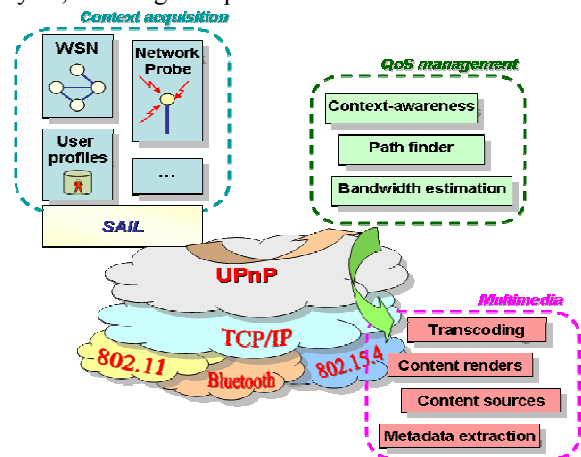 Context acquisition
WSN
Network
Probe
User
profiles
...
SAIL
QoS management
Context-awareness
Path finder
Bandwidth estimation
UPnP
TCP/IP
802.11
Bluetooth
802.15.4
Multimedia
Transcoding
Content renders
Content sources
Metadata extraction